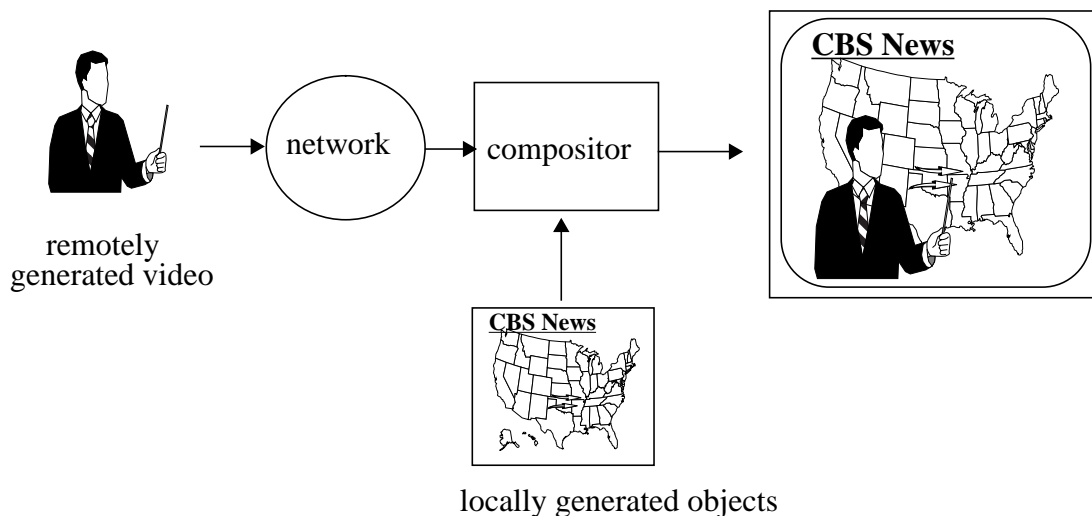 CBS News
network
compositor
remotely
generated video
CBS News
locally generated objects